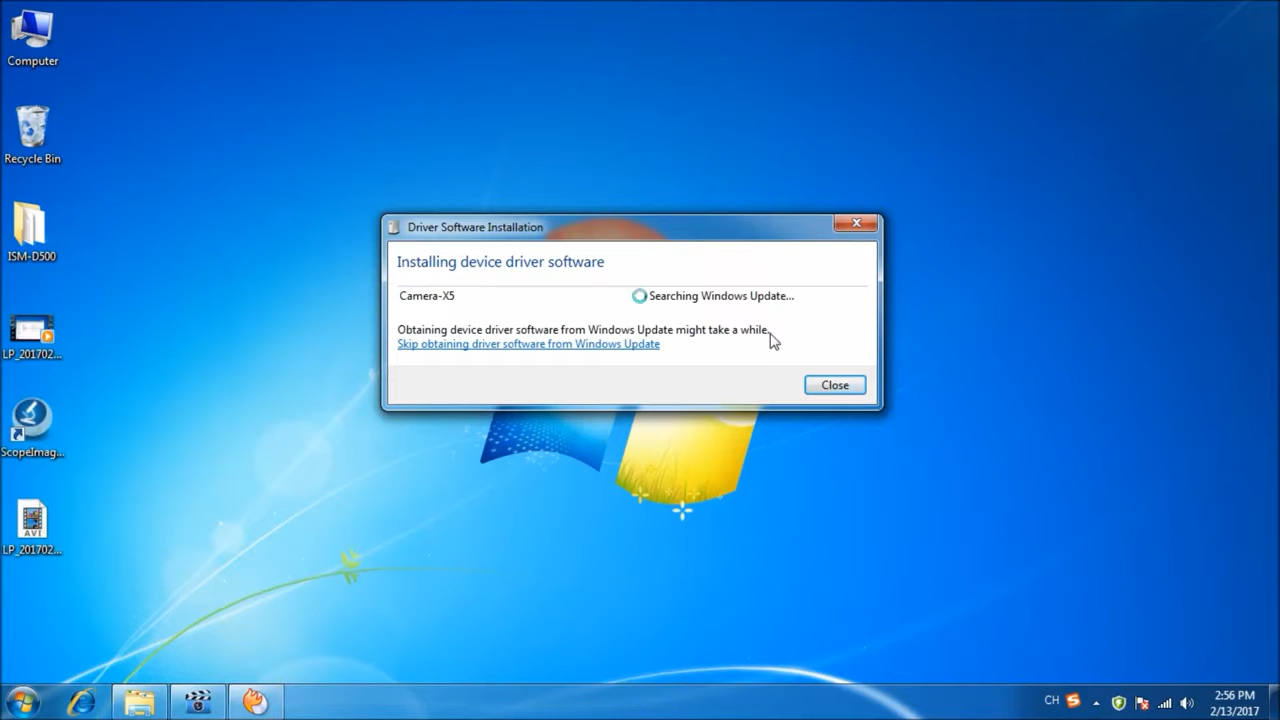 Computer
Recycle Bin
ISM-D500
LP_201702...
ScopeImag...
AVI
LP_201702...
Driver Software Installation
Installing device driver software
Camera-X5
Searching Windows Update...
Obtaining device driver software from Windows Update might take a while.
Skip obtaining driver software from Windows Update
Close
CH
2:56 PM
2/13/2017